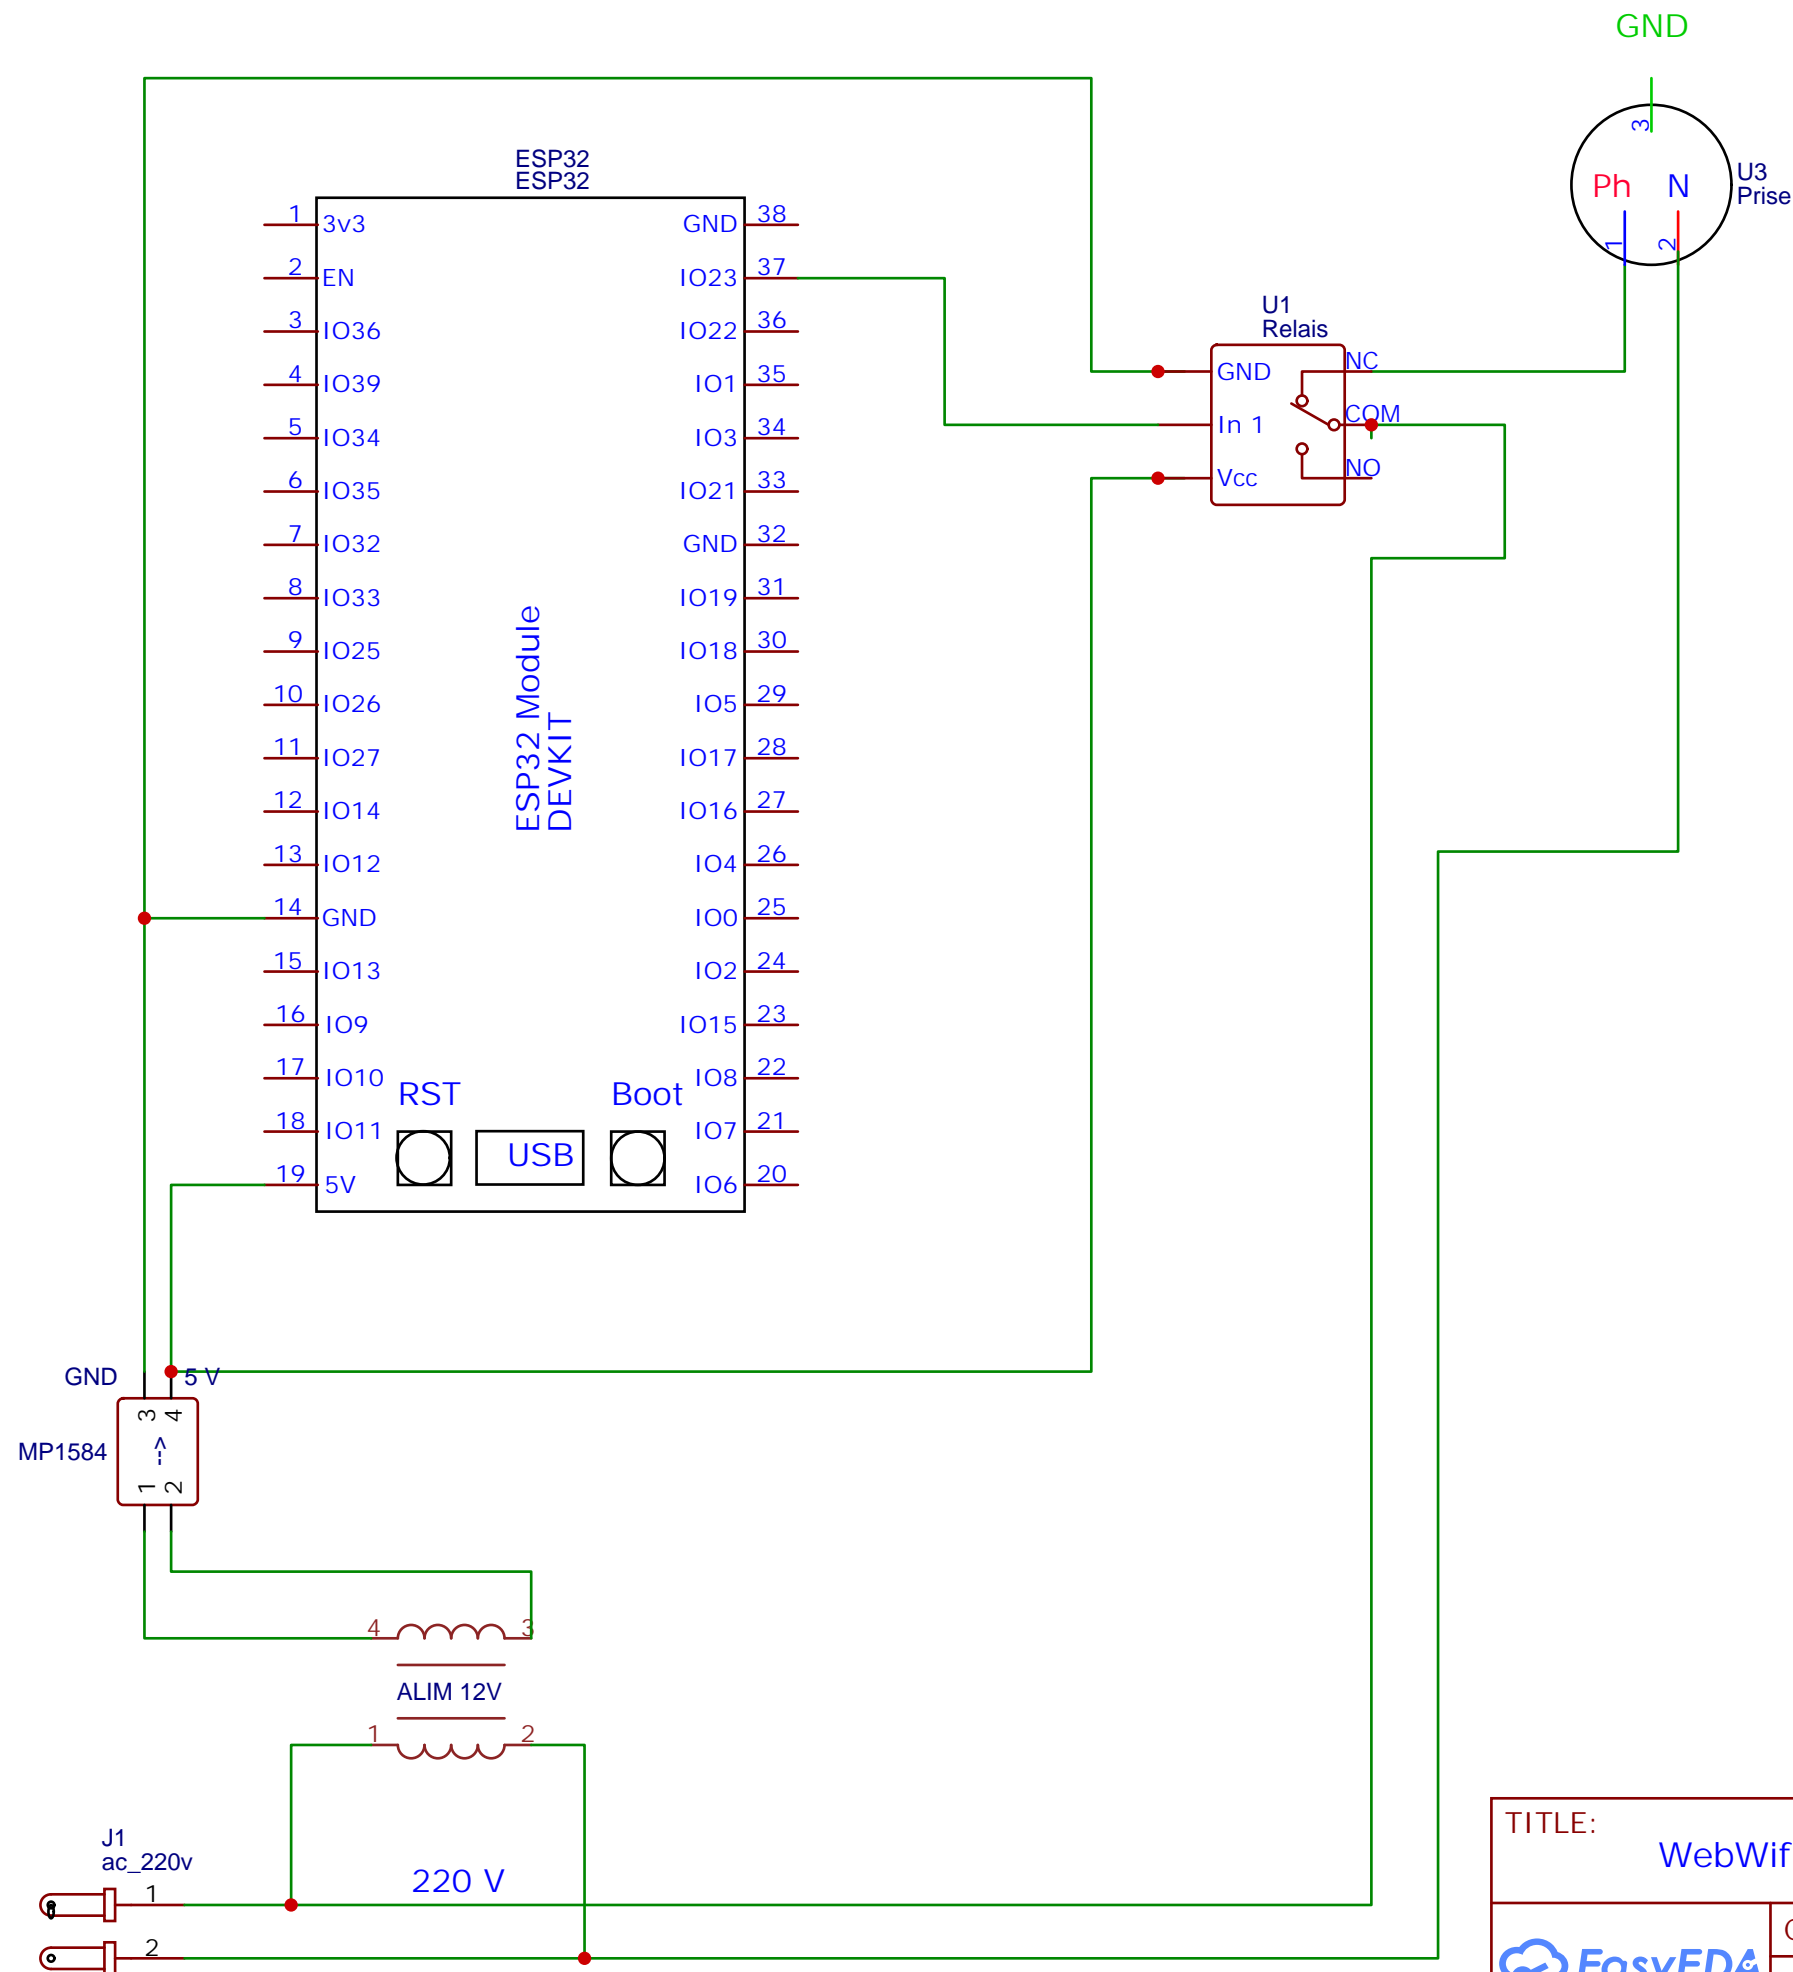 GND
3
Ph N
1 2
U3
Prise
ESP32
ESP32
1 3v3
2 EN
3 IO36
4 IO39
5 IO34
6 IO35
7 IO32
8 IO33
9 IO25
10 IO26
11 IO27
12 IO14
13 IO12
14 GND
15 IO13
16 IO9
17 IO10
18 IO11
19 5V
GND 38
IO23 37
IO22 36
IO1 35
IO3 34
IO21 33
GND 32
IO19 31
IO18 30
IO5 29
IO17 28
IO16 27
IO4 26
IO0 25
IO2 24
IO15 23
IO8 22
IO7 21
IO6 20
ESP32 Module
DEVKIT
RST
USB
Boot
U1
Relais
GND
In 1
Vcc
NC
COM
NO
GND
5 V
3 4
-->
1 2
MP1584
4 3
ALIM 12V
1 2
J1
ac_220v
220 V
1
2
TITLE:
WebWif
EasyEDA